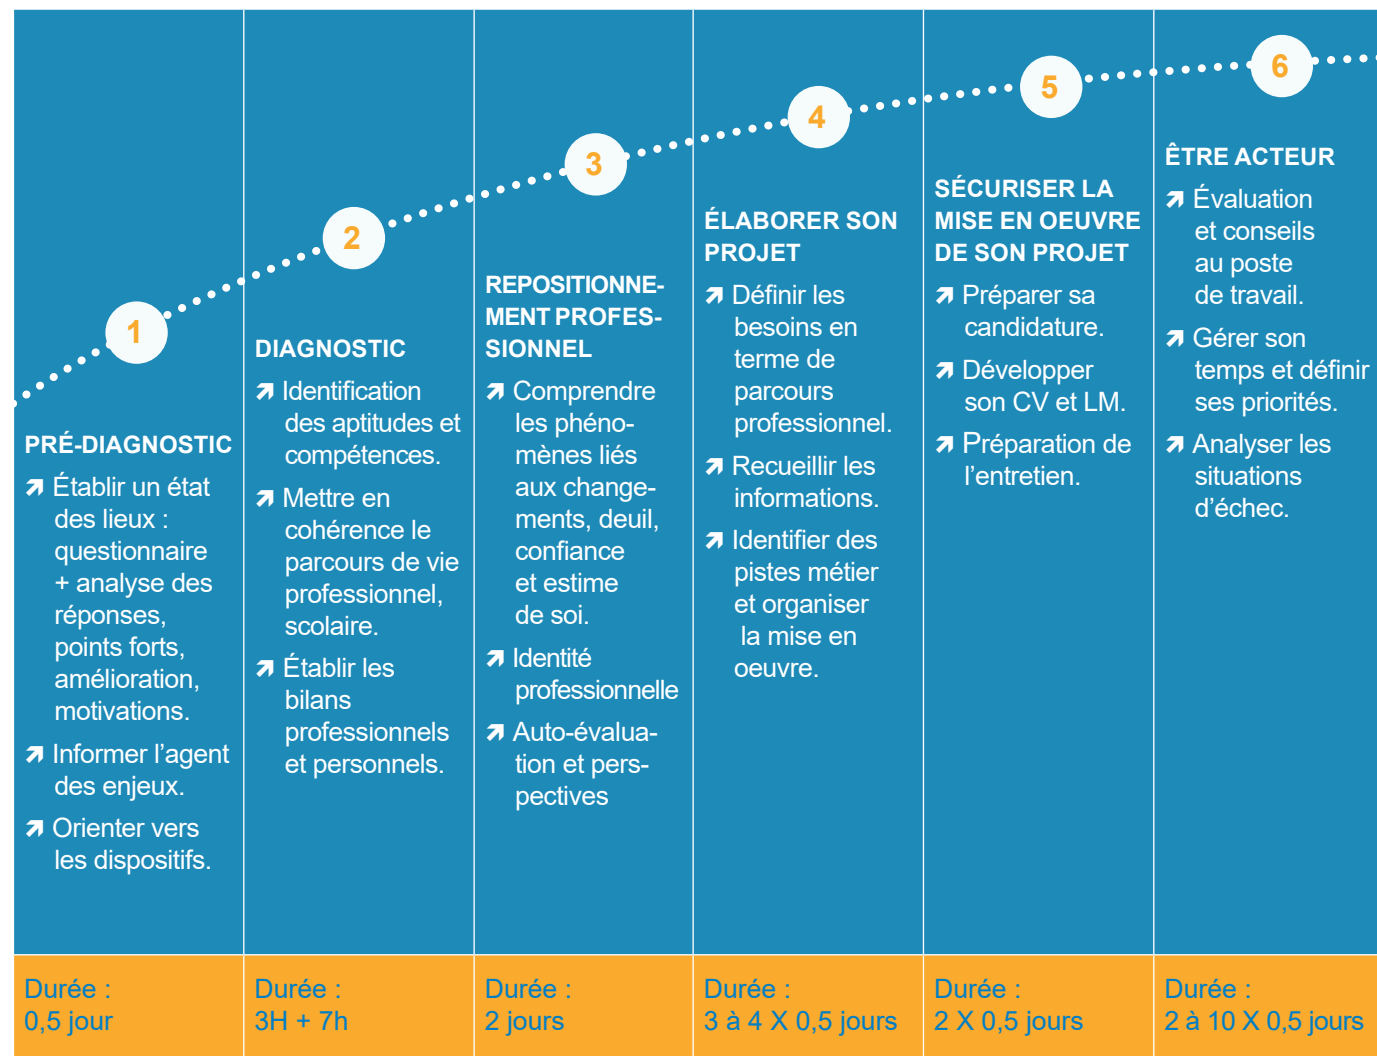 1
PRÉ-DIAGNOSTIC
Établir un état
des lieux :
questionnaire
+ analyse des
réponses,
points forts,
amélioration,
motivations.
Informer l’agent
des enjeux.
Orienter vers
les dispositifs.
Durée :
0,5 jour
2
DIAGNOSTIC
Identification
des aptitudes et
compétences.
Mettre en
cohérence le
parcours de vie
professionnel,
scolaire.
Établir les
bilans
professionnels
et personnels.
Durée :
3H + 7h
3
REPOSITIONNE-
MENT PROFES-
SIONNEL
Comprendre
les phéno-
mènes liés
aux change-
ments, deuil,
confiance
et estime
de soi.
Identité
professionnelle
Auto-évalua-
tion et pers-
pectives
Durée :
2 jours
4
ÉLABORER SON
PROJET
Définir les
besoins en
terme de
parcours
professionnel.
Recueillir les
informations.
Identifier des
pistes métier
et organiser
la mise en
oeuvre.
Durée :
3 à 4 X 0,5 jours
5
SÉCURISER LA
MISE EN OEUVRE
DE SON PROJET
Préparer sa
candidature.
Développer
son CV et LM.
Préparation de
l’entretien.
Durée :
2 X 0,5 jours
6
ÊTRE ACTEUR
Évaluation
et conseils
au poste
de travail.
Gérer son
temps et définir
ses priorités.
Analyser les
situations
d’échec.
Durée :
2 à 10 X 0,5 jours